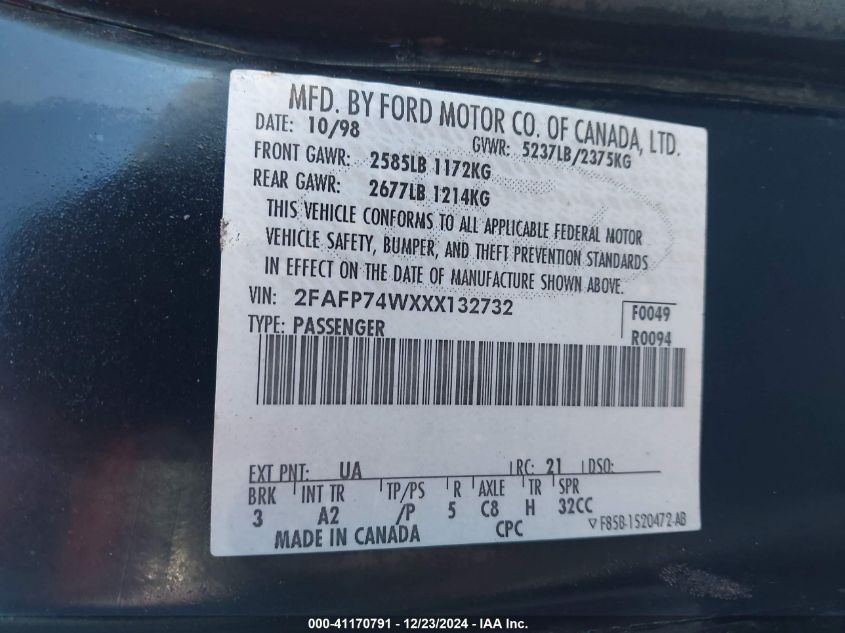 MFD. BY FORD MOTOR CO. OF CANADA, LTD.
DATE: 10/98 GVWR: 5237LB/2375KG
FRONT GAWR: 2585LB 1172KG
REAR GAWR: 2677LB 1214KG
THIS VEHICLE CONFORMS TO ALL APPLICABLE FEDERAL MOTOR
VEHICLE SAFETY, BUMPER, AND THEFT PREVENTION STANDARDS
IN EFFECT ON THE DATE OF MANUFACTURE SHOWN ABOVE.
VIN: 2FAFP74WXXX132732 F0049
TYPE: PASSENGER R0094
EXT PNT: UA RC: 21 DSO:
BRK INT TR TP/PS R AXLE TR SPR
3 A2 /P 5 C8 H 32CC
MADE IN CANADA CPC ▽F85B-1520472-AB
000-41170791 - 12/23/2024 - IAA Inc.